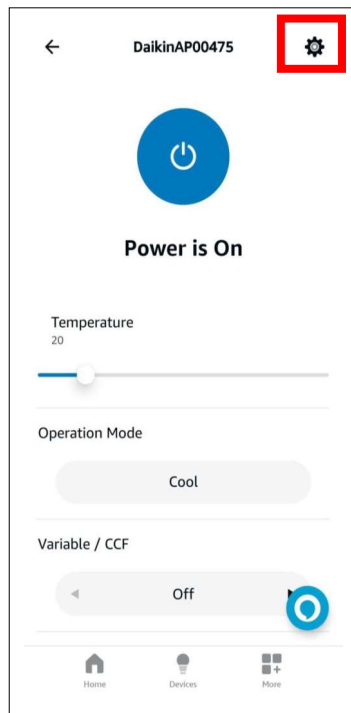 DaikinAP00475
Power is On
Temperature
20
Operation Mode
Cool
Variable / CCF
Off
Home Devices More